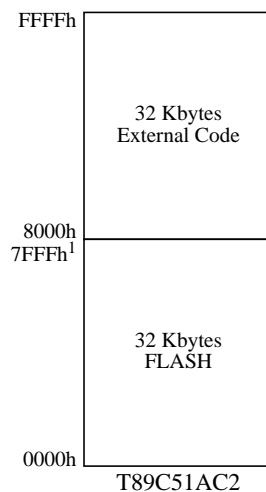 FFFFh
32 Kbytes
External Code
8000h
7FFFh¹
32 Kbytes
FLASH
0000h
T89C51AC2